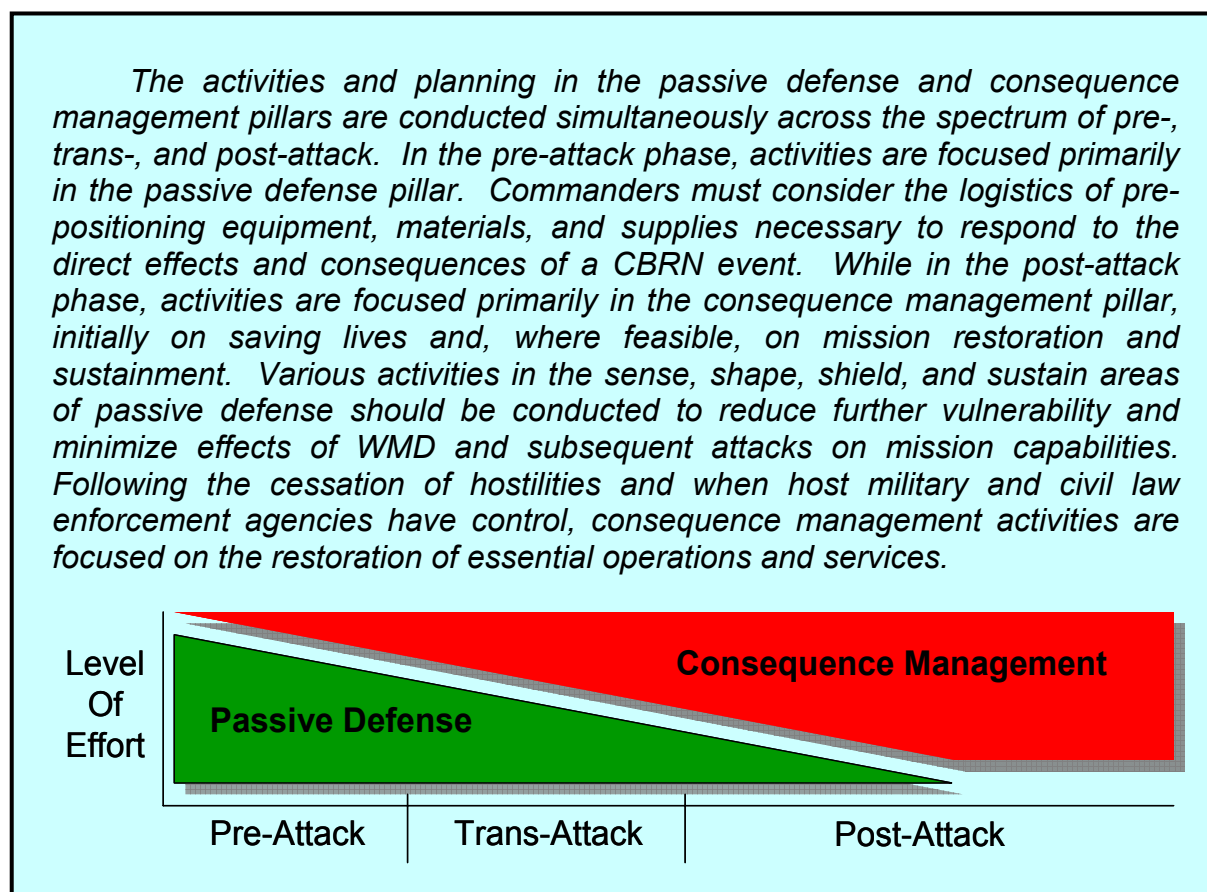 The activities and planning in the passive defense and consequence
management pillars are conducted simultaneously across the spectrum of pre-,
trans-, and post-attack. In the pre-attack phase, activities are focused primarily
in the passive defense pillar. Commanders must consider the logistics of pre-
positioning equipment, materials, and supplies necessary to respond to the
direct effects and consequences of a CBRN event. While in the post-attack
phase, activities are focused primarily in the consequence management pillar,
initially on saving lives and, where feasible, on mission restoration and
sustainment. Various activities in the sense, shape, shield, and sustain areas
of passive defense should be conducted to reduce further vulnerability and
minimize effects of WMD and subsequent attacks on mission capabilities.
Following the cessation of hostilities and when host military and civil law
enforcement agencies have control, consequence management activities are
focused on the restoration of essential operations and services.
Level
Of
Effort
Consequence Management
Passive Defense
Pre-Attack
Trans-Attack
Post-Attack